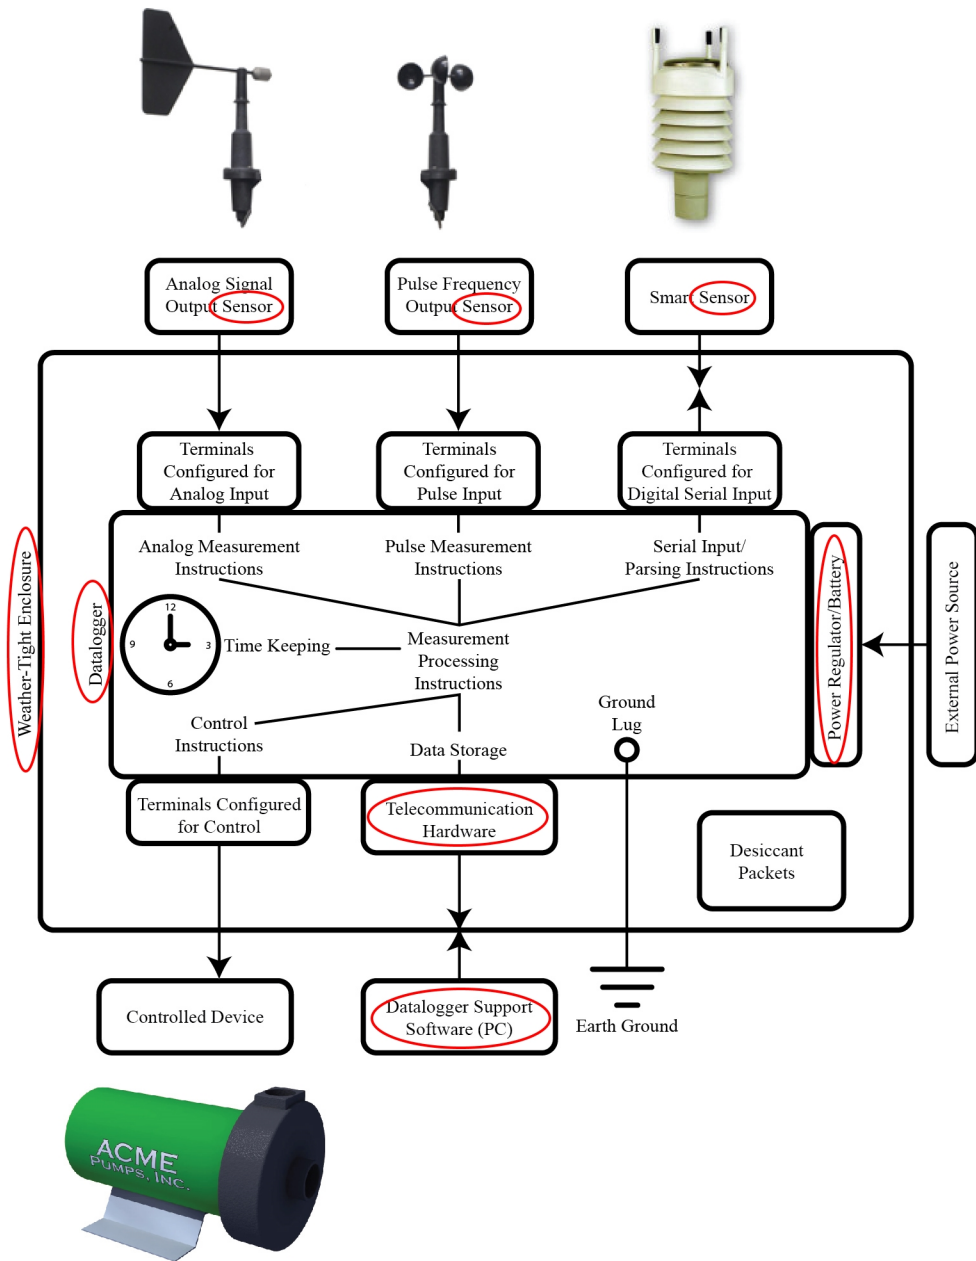 Analog Signal
Output Sensor
Pulse Frequency
Output Sensor
Smart Sensor
Terminals
Configured for
Analog Input
Terminals
Configured for
Pulse Input
Terminals
Configured for
Digital Serial Input
Weather-Tight Enclosure
Datalogger
Analog Measurement
Instructions
Pulse Measurement
Instructions
Serial Input/
Parsing Instructions
12
3
6
9
Time Keeping
Measurement
Processing
Instructions
Control
Instructions
Data Storage
Ground
Lug
Power Regulator/Battery
External Power Source
Terminals Configured
for Control
Telecommunication
Hardware
Desiccant
Packets
Controlled Device
Datalogger Support
Software (PC)
Earth Ground
ACME
PUMPS, INC.